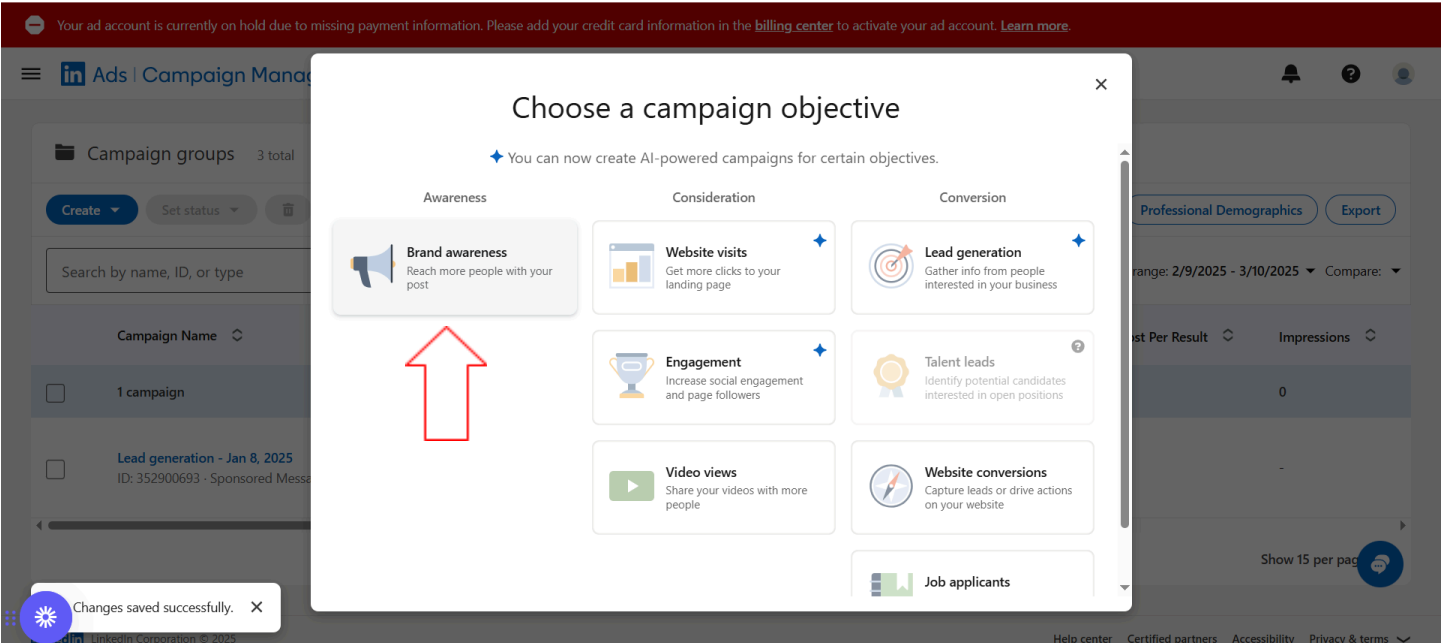 Your ad account is currently on hold due to missing payment information. Please add your credit card information in the billing center to activate your ad account. Learn more.
in Ads | Campaign Manag
Choose a campaign objective
You can now create AI-powered campaigns for certain objectives.
Campaign groups 3 total
Create
Set status
Professional Demographics
Export
Search by name, ID, or type
range: 2/9/2025 - 3/10/2025
Compare:
Awareness
Brand awareness
Reach more people with your
post
Consideration
Website visits
Get more clicks to your
landing page
Engagement
Increase social engagement
and page followers
Video views
Share your videos with more
people
Conversion
Lead generation
Gather info from people
interested in your business
Talent leads
Identify potential candidates
interested in open positions
Website conversions
Capture leads or drive actions
on your website
Job applicants
Campaign Name
ost Per Result
Impressions
1 campaign
0
Lead generation - Jan 8, 2025
ID: 352900693 · Sponsored Messa
-
Show 15 per pag
Changes saved successfully.
LinkedIn Corporation © 2025
Help center
Certified partners
Accessibility
Privacy & terms